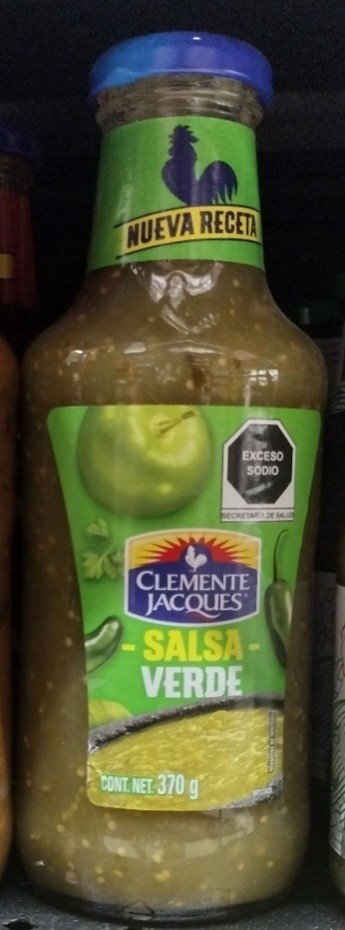 NUEVA RECETA
EXCESO
SODIO
SECRETARÍA DE SALUD
CLEMENTE
JACQUES®
- SALSA -
VERDE
CONT. NET. 370 g